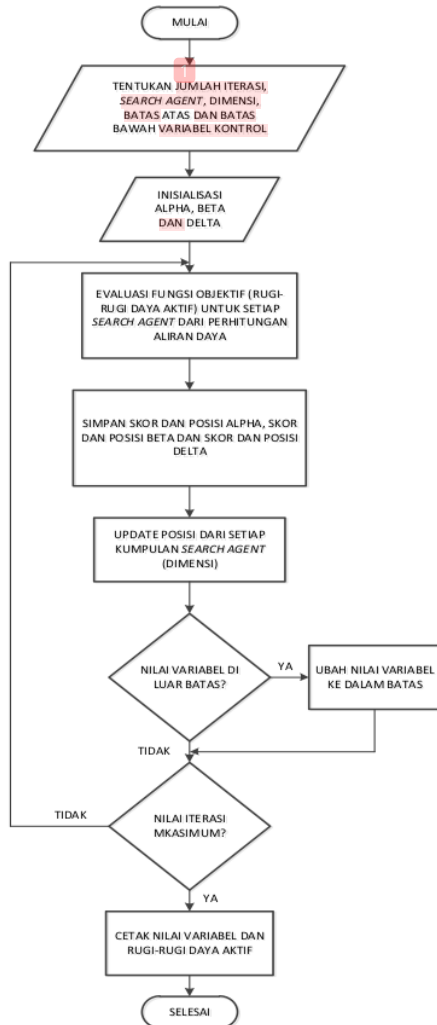 MULAI
1
TENTUKAN JUMLAH ITERASI,
SEARCH AGENT, DIMENSI,
BATAS ATAS DAN BATAS
BAWAH VARIABEL KONTROL
INISIALISASI
ALPHA, BETA
DAN DELTA
EVALUASI FUNGSI OBJEKTIF (RUGI-
RUGI DAYA AKTIF) UNTUK SETIAP
SEARCH AGENT DARI PERHITUNGAN
ALIRAN DAYA
SIMPAN SKOR DAN POSISI ALPHA, SKOR
DAN POSISI BETA DAN SKOR DAN POSISI
DELTA
UPDATE POSISI DARI SETIAP
KUMPULAN SEARCH AGENT
(DIMENSI)
NILAI VARIABEL DI
LUAR BATAS?
YA
UBAH NILAI VARIABEL
KE DALAM BATAS
TIDAK
TIDAK
NILAI ITERASI
MKASIMUM?
YA
CETAK NILAI VARIABEL DAN
RUGI-RUGI DAYA AKTIF
SELESAI